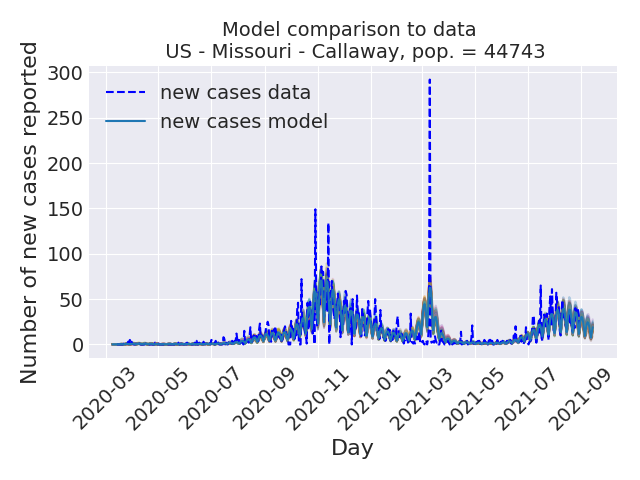 Model comparison to data
US - Missouri - Callaway, pop. = 44743
Number of new cases reported
300
250
200
150
100
50
0
new cases data
new cases model
2020-03
2020-05
2020-07
2020-09
2020-11
2021-01
2021-03
2021-05
2021-07
2021-09
Day